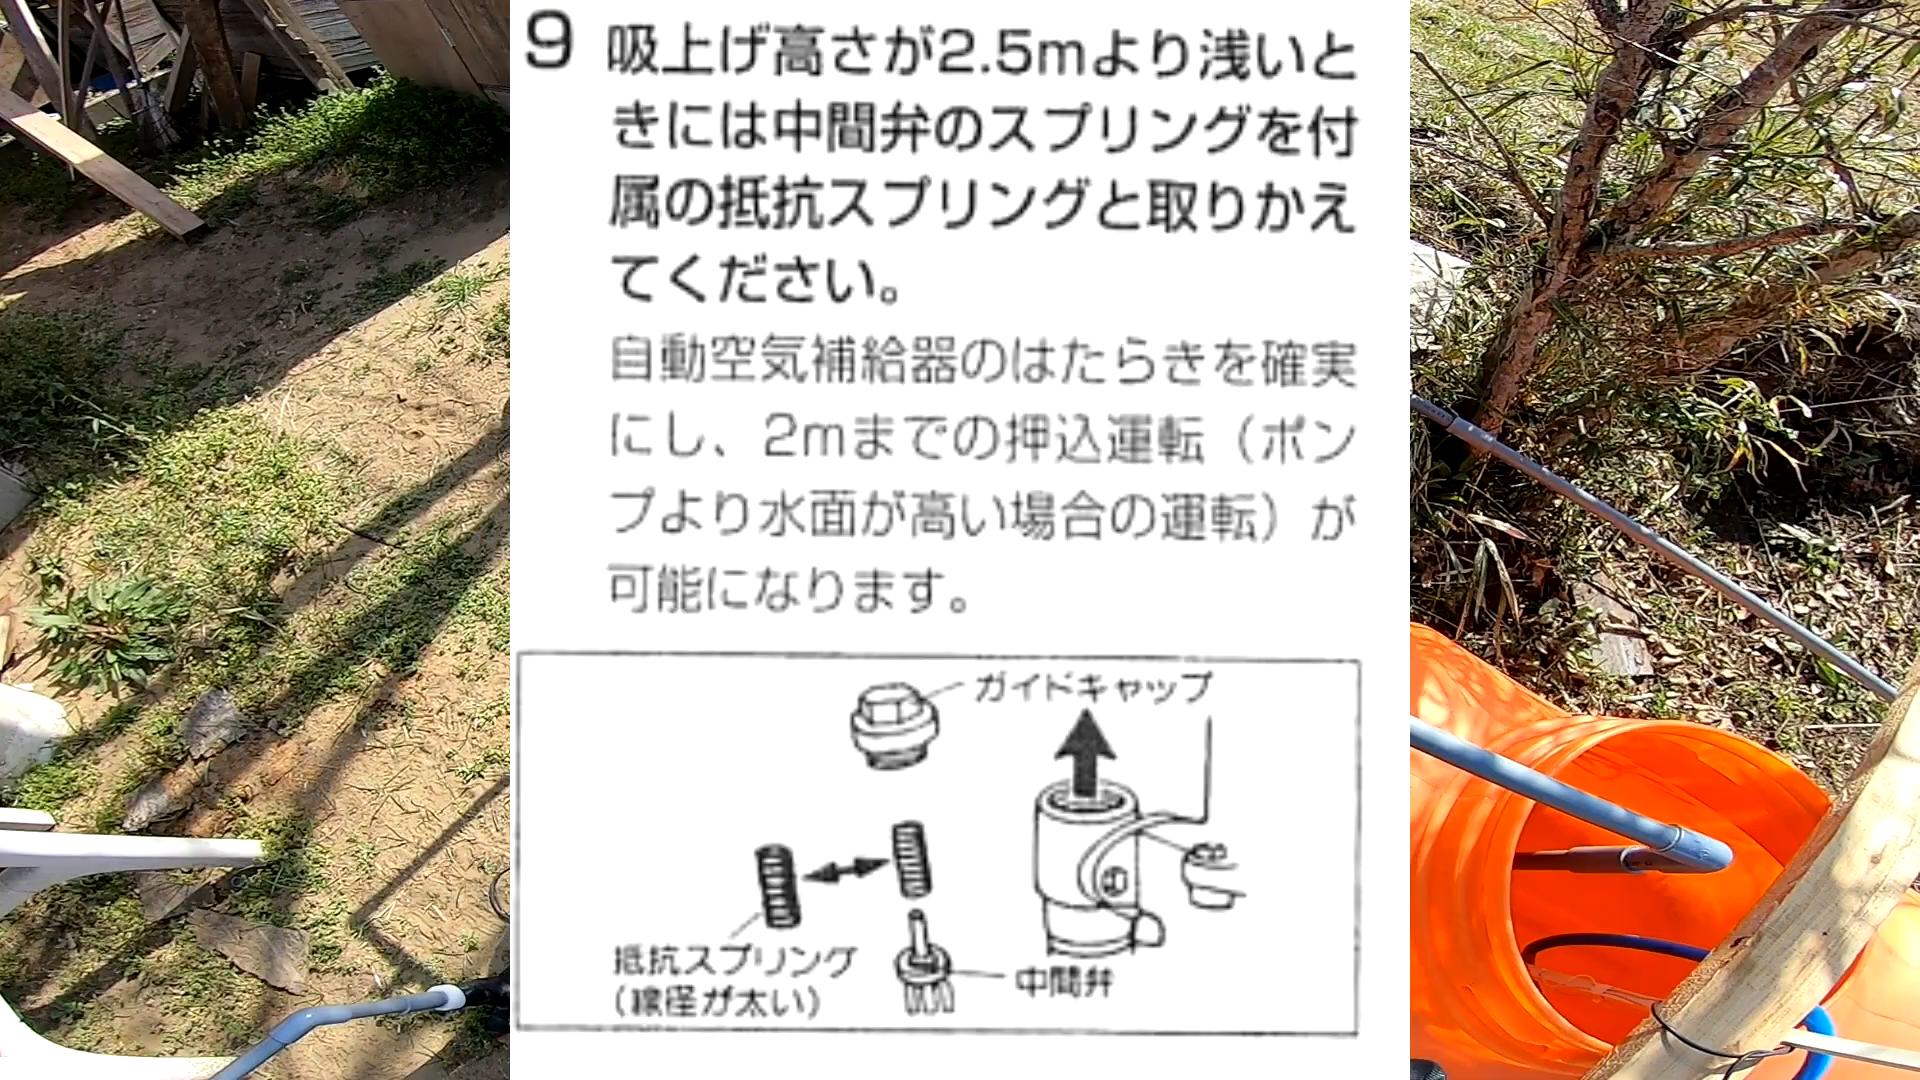 9 吸上げ高さが2.5mより浅いと
きには中間弁のスプリングを付
属の抵抗スプリングと取りかえ
てください。
自動空気補給器のはたらきを確実
にし、2mまでの押込運転（ポン
プより水面が高い場合の運転）が
可能になります。
ガイドキャップ
抵抗スプリング
（線径が太い）
中間弁